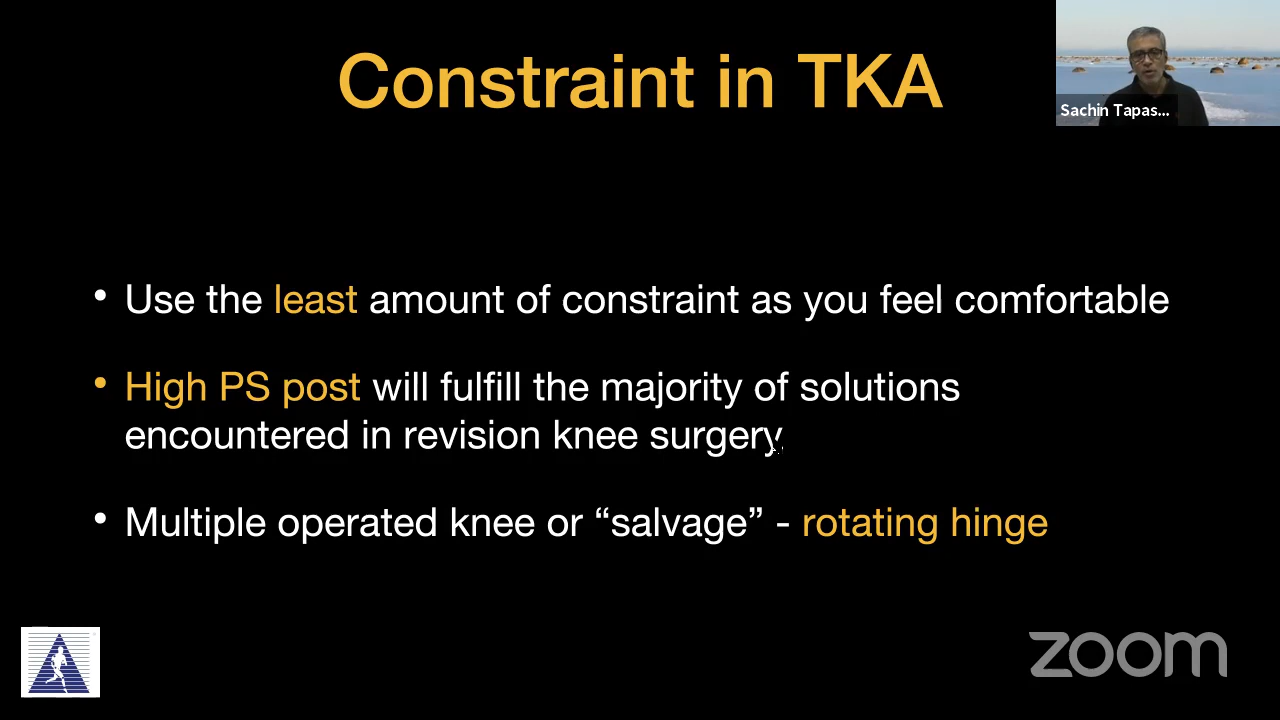 Constraint in TKA
Sachin Tapas...
• Use the least amount of constraint as you feel comfortable
• High PS post will fulfill the majority of solutions
encountered in revision knee surgery
• Multiple operated knee or “salvage” - rotating hinge
zoom